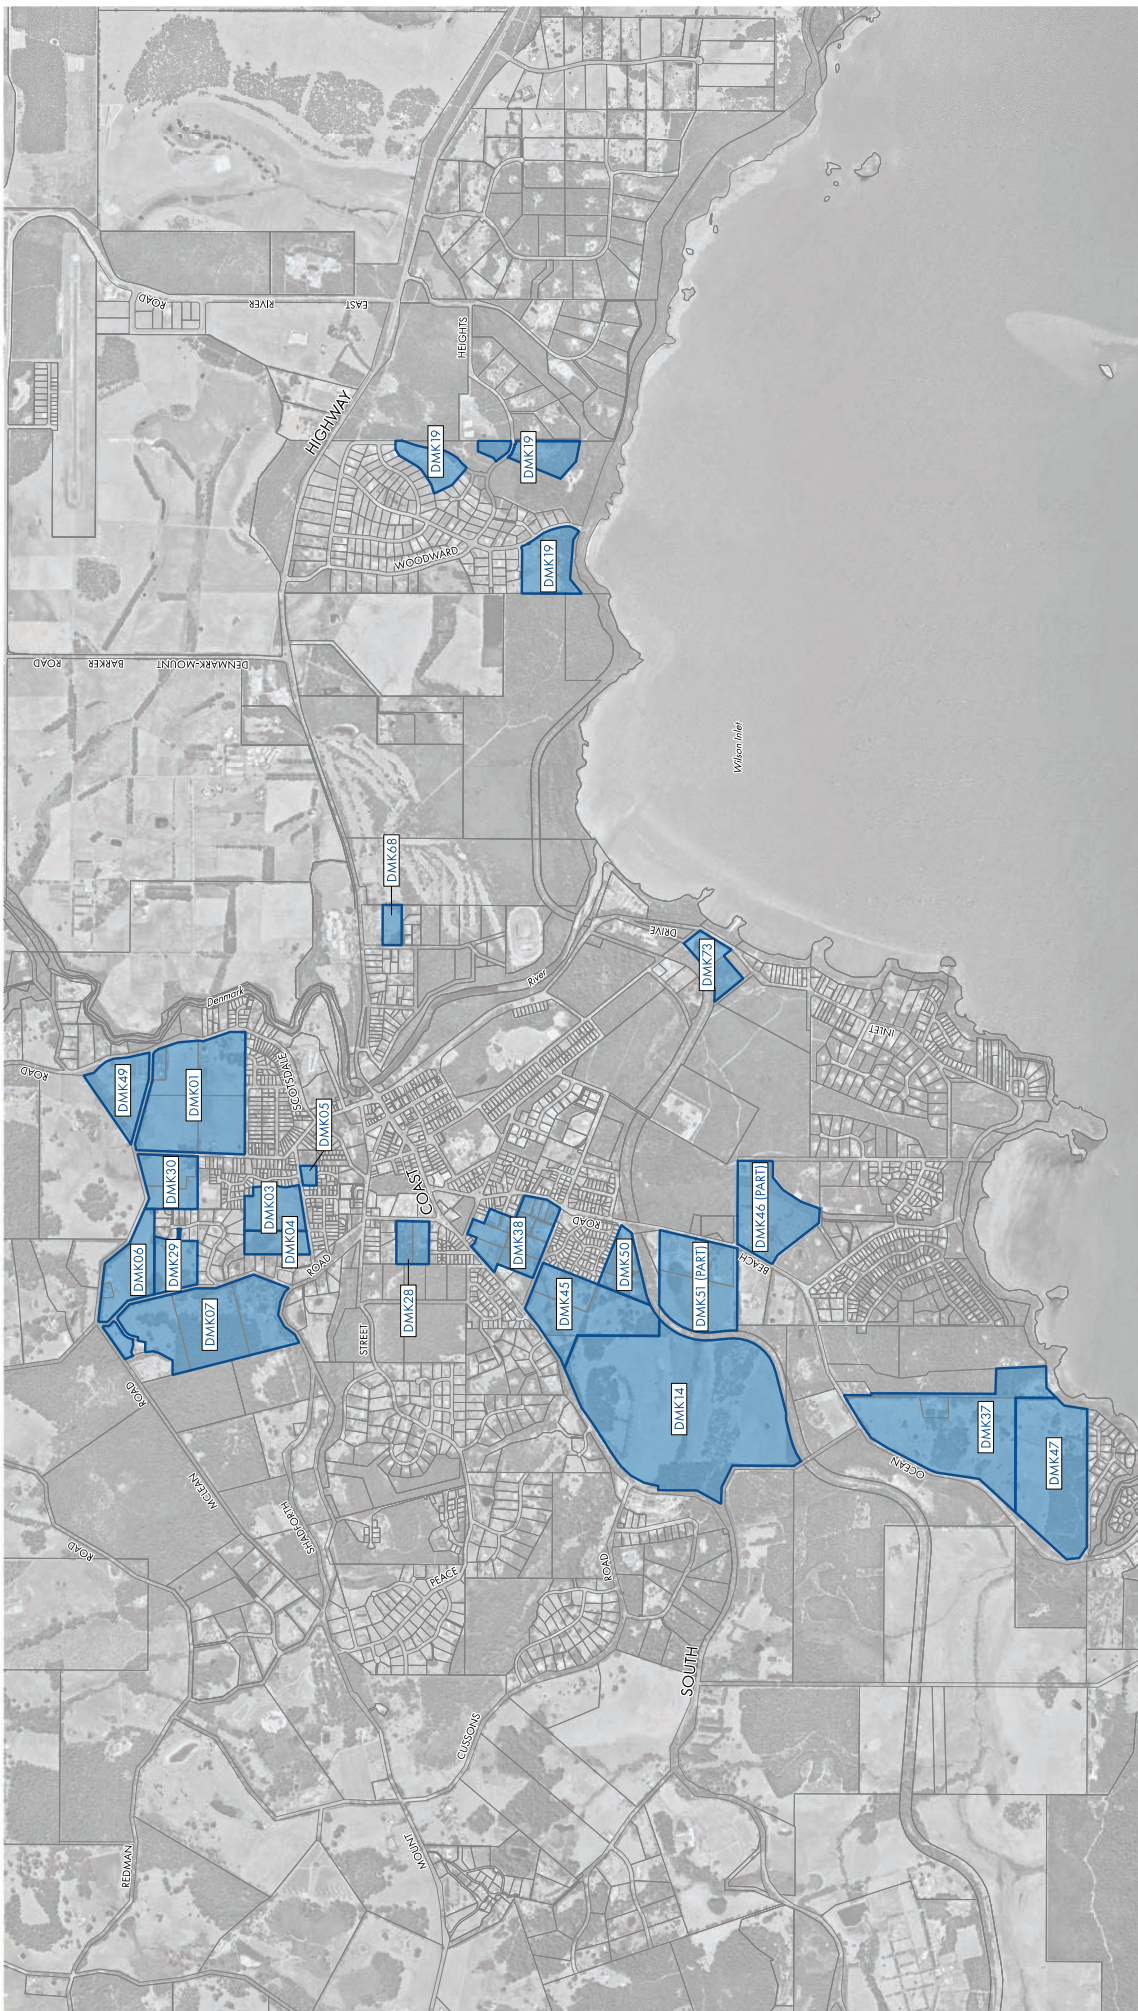 ROAD
RIVER
EAST
HIGHWAY
HEIGHTS
DMK19
DMK19
DMK19
WOODWARD
ROAD
BARKER
DENMARK-MOUNT
Wilson Inlet
DMK68
River
DRIVE
DMK73
INLET
Denmark
ROAD
DMK49
DMK01
SCOTSDALE
DMK05
DMK30
DMK03
DMK04
COAST
DMK06
DMK29
DMK07
ROAD
DMK28
STREET
DMK38
ROAD
DMK50
DMK45
DMK51 (PART)
DMK46 (PART)
BEACH
DMK14
DMK37
DMK47
OCEAN
ROAD
MCLEAN
SHADFORTH
ROAD
PEACE
ROAD
SOUTH
CUSSONS
MOUNT
REDMAN